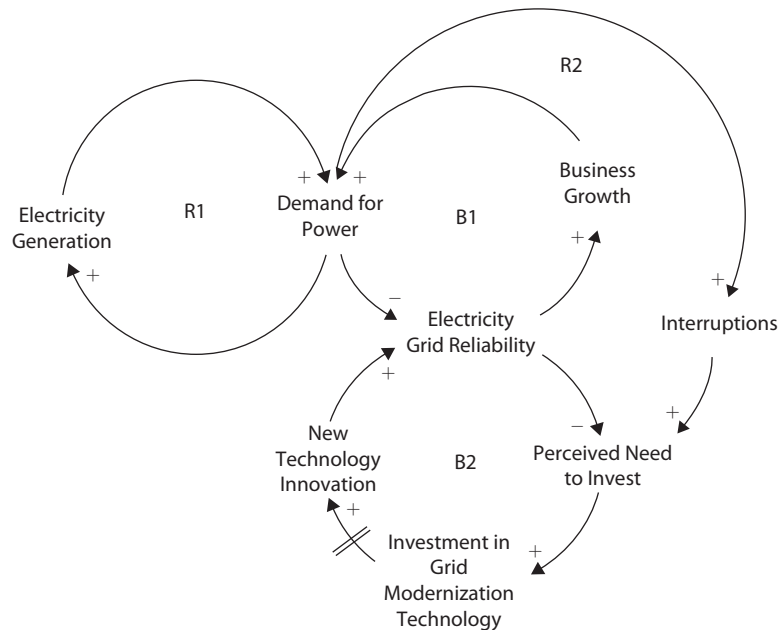 R2
Business
Growth
+
+
+
Demand for
Power
R1
B1
Electricity
Generation
+
+
+
−
Electricity
Grid Reliability
Interruptions
+
+
−
New
Technology
Innovation
B2
Perceived Need
to Invest
+
Investment in
Grid
Modernization
Technology
+